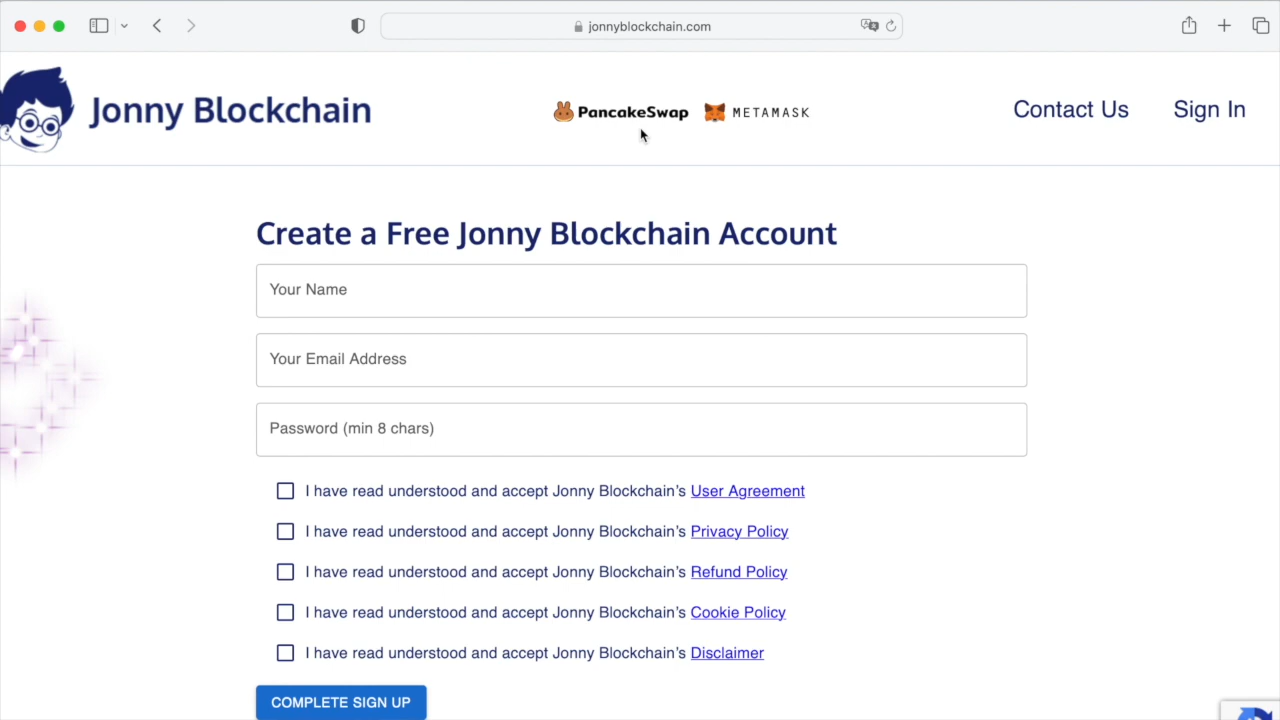 jonnyblockchain.com
Jonny Blockchain
PancakeSwap METAMASK
Contact Us
Sign In
Create a Free Jonny Blockchain Account
Your Name
Your Email Address
Password (min 8 chars)
I have read understood and accept Jonny Blockchain's User Agreement
I have read understood and accept Jonny Blockchain's Privacy Policy
I have read understood and accept Jonny Blockchain's Refund Policy
I have read understood and accept Jonny Blockchain's Cookie Policy
I have read understood and accept Jonny Blockchain's Disclaimer
COMPLETE SIGN UP